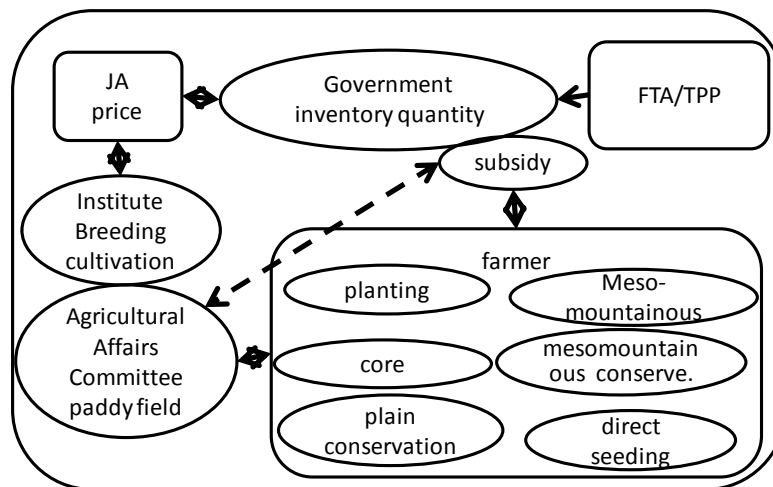 JA
price
Government
inventory quantity
FTA/TPP
subsidy
Institute
Breeding
cultivation
Agricultural
Affairs
Committee
paddy field
farmer
planting
Meso-
mountainous
core
mesomountain
ous conserve.
plain
conservation
direct
seeding